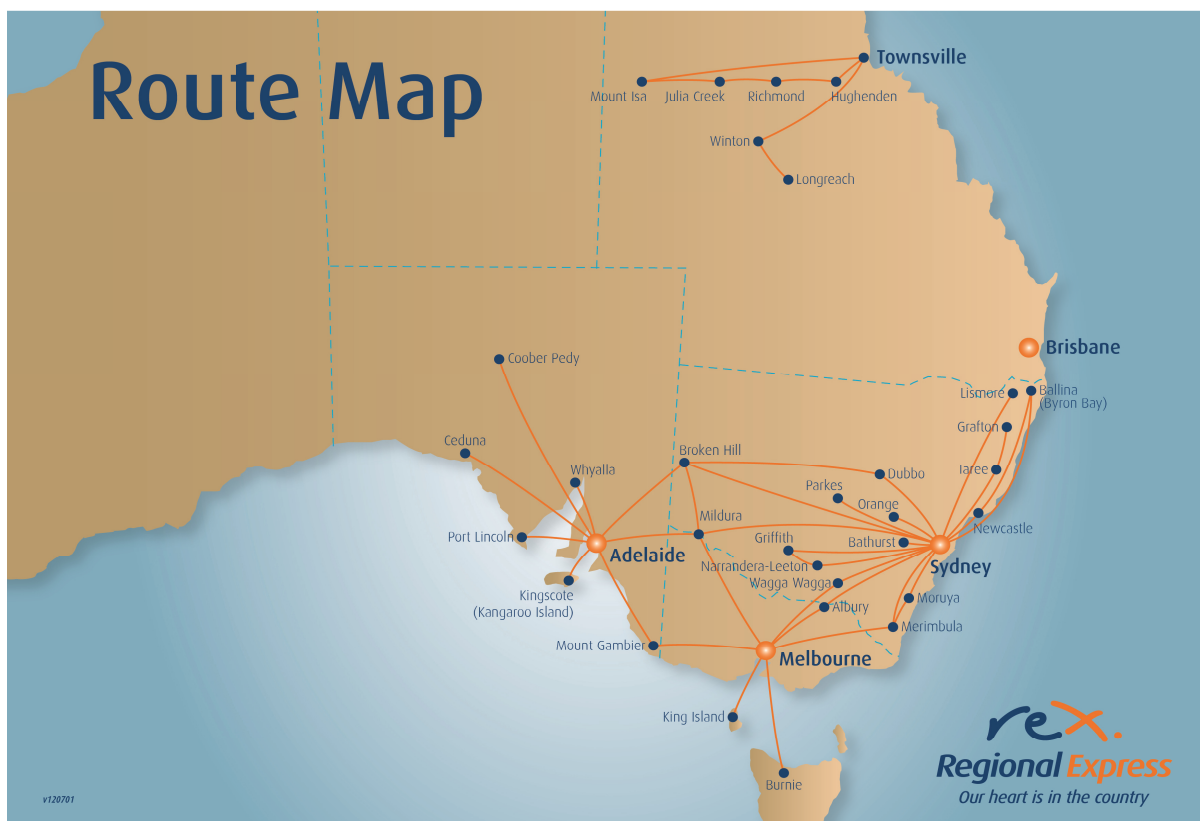 Route Map
Townsville
Mount Isa
Julia Creek
Richmond
Hughenden
Winton
Longreach
Brisbane
Coober Pedy
Lismore
Ballina
(Byron Bay)
Grafton
Ceduna
Broken Hill
Whyalla
Taree
Dubbo
Parkes
Orange
Mildura
Newcastle
Port Lincoln
Griffith
Bathurst
Adelaide
Narrandera-Leeton
Sydney
Wagga Wagga
Kingscote
(Kangaroo Island)
Moruya
Albury
Merimbula
Mount Gambier
Melbourne
King Island
Burnie
rex.
Regional Express
Our heart is in the country
v120701